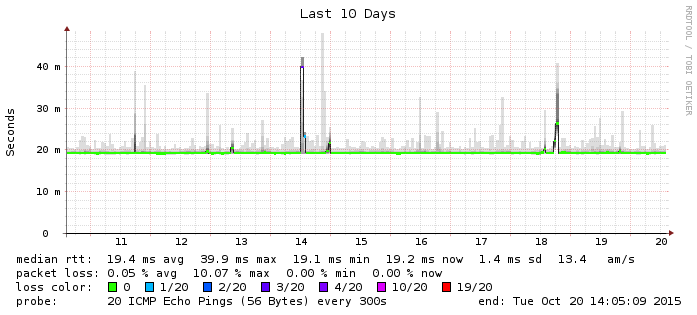 Last 10 Days
RRDTOOL / TOBI OETIKER
Seconds
40 m
30 m
20 m
10 m
0
11 12 13 14 15 16 17 18 19 20
median rtt: 19.4 ms avg 39.9 ms max 19.1 ms min 19.2 ms now 1.4 ms sd 13.4 am/s
packet loss: 0.05 % avg 10.07 % max 0.00 % min 0.00 % now
loss color: 0 1/20 2/20 3/20 4/20 10/20 19/20
probe: 20 ICMP Echo Pings (56 Bytes) every 300s end: Tue Oct 20 14:05:09 2015